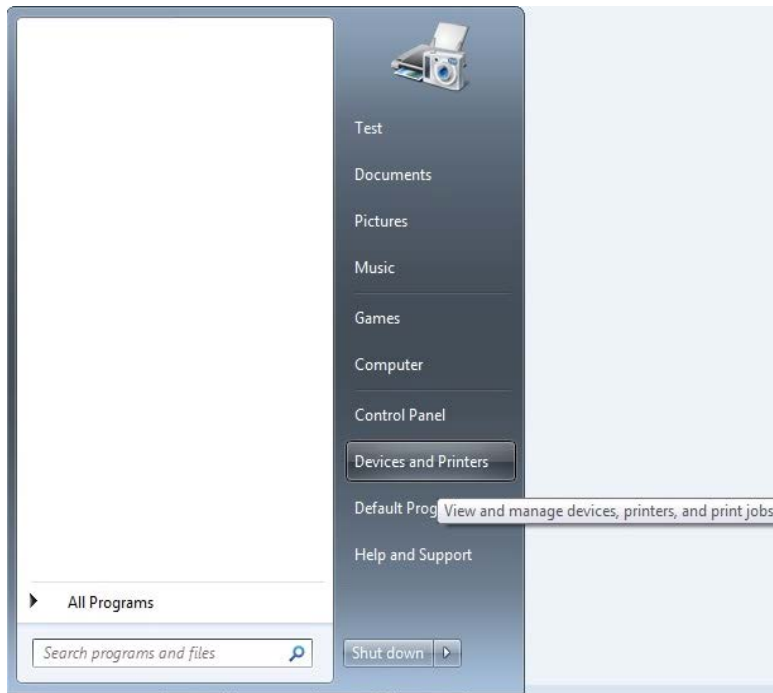 Test
Documents
Pictures
Music
Games
Computer
Control Panel
Devices and Printers
Default Prog
View and manage devices, printers, and print jobs
Help and Support
All Programs
Search programs and files
Shut down